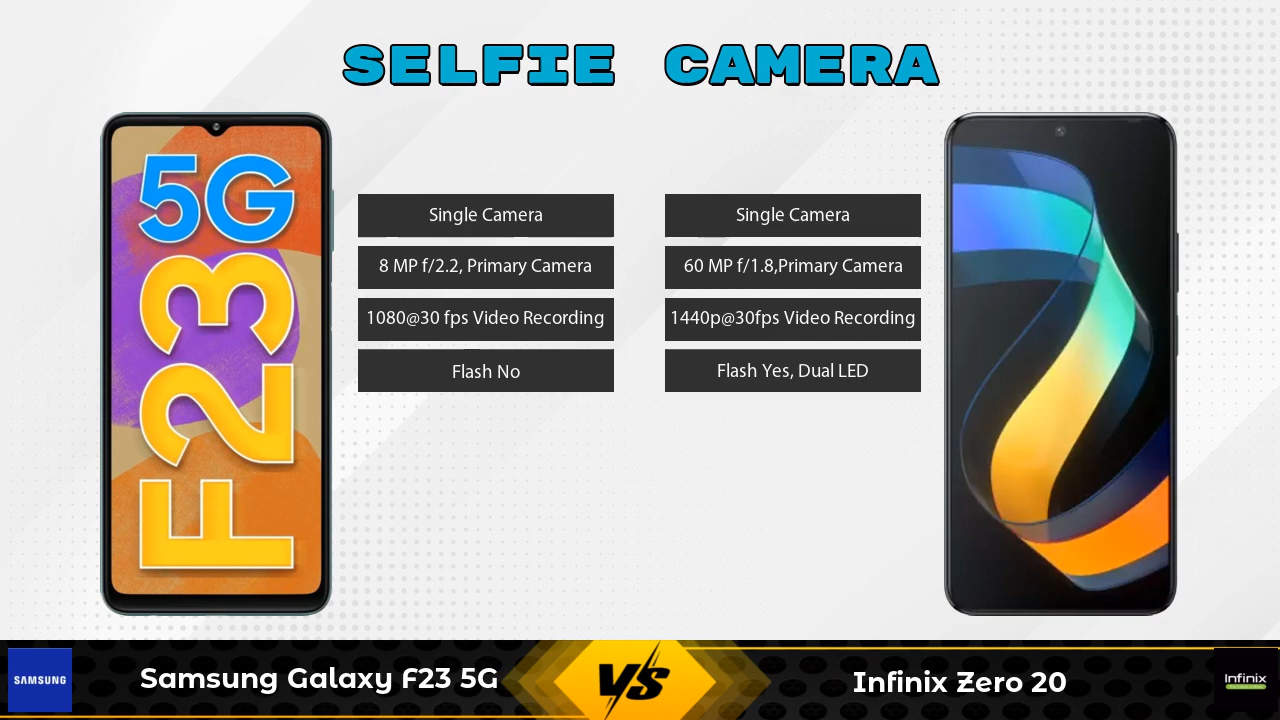 SELFIE CAMERA
5G
F23
Single Camera
8 MP f/2.2, Primary Camera
1080@30 fps Video Recording
Flash No
Single Camera
60 MP f/1.8,Primary Camera
1440p@30fps Video Recording
Flash Yes, Dual LED
SAMSUNG
Samsung Galaxy F23 5G
VS
Infinix Zero 20
Infinix